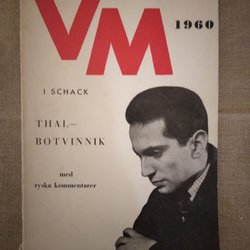 VM
1960
I SCHACK
THAL–
BOTVINNIK
med
ryska kommentarer